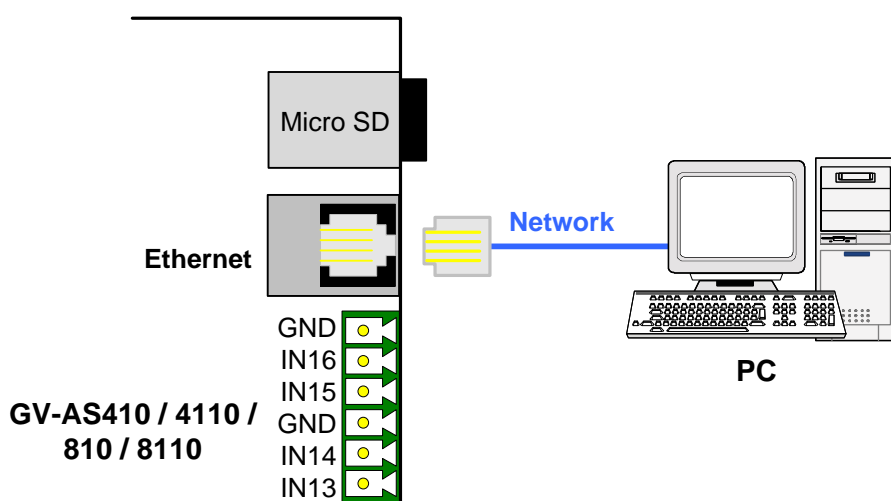 Micro SD
Network
Ethernet
PC
GND
IN16
IN15
GND
IN14
IN13
GV-AS410 / 4110 /
810 / 8110